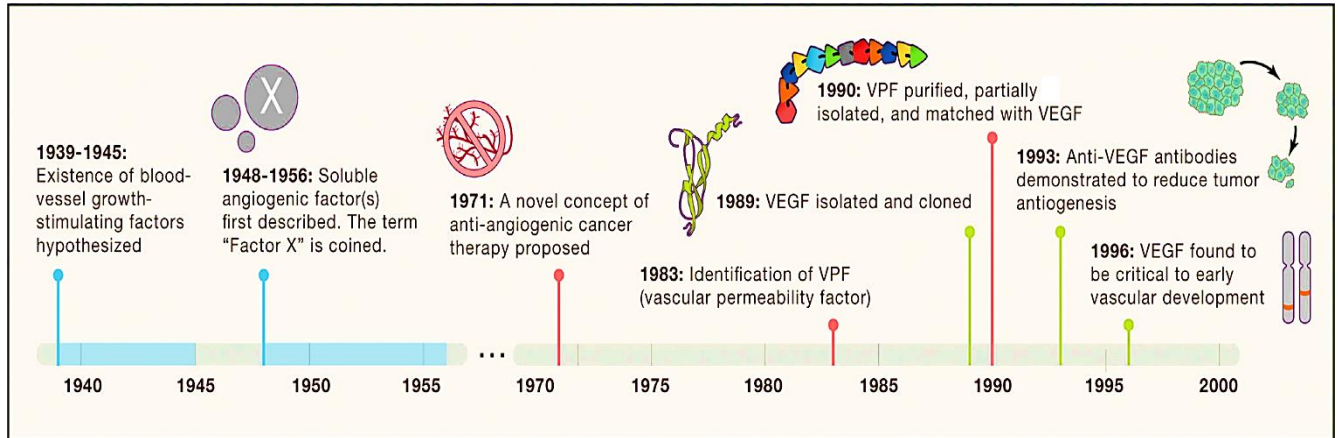 1939-1945:
Existence of blood-
vessel growth-
stimulating factors
hypothesized
X
1948-1956: Soluble
angiogenic factor(s)
first described. The term
“Factor X” is coined.
1971: A novel concept of
anti-angiogenic cancer
therapy proposed
1983: Identification of VPF
(vascular permeability factor)
1989: VEGF isolated and cloned
1990: VPF purified, partially
isolated, and matched with VEGF
1993: Anti-VEGF antibodies
demonstrated to reduce tumor
antiogenesis
1996: VEGF found to
be critical to early
vascular development
1940 1945 1950 1955 ... 1970 1975 1980 1985 1990 1995 2000